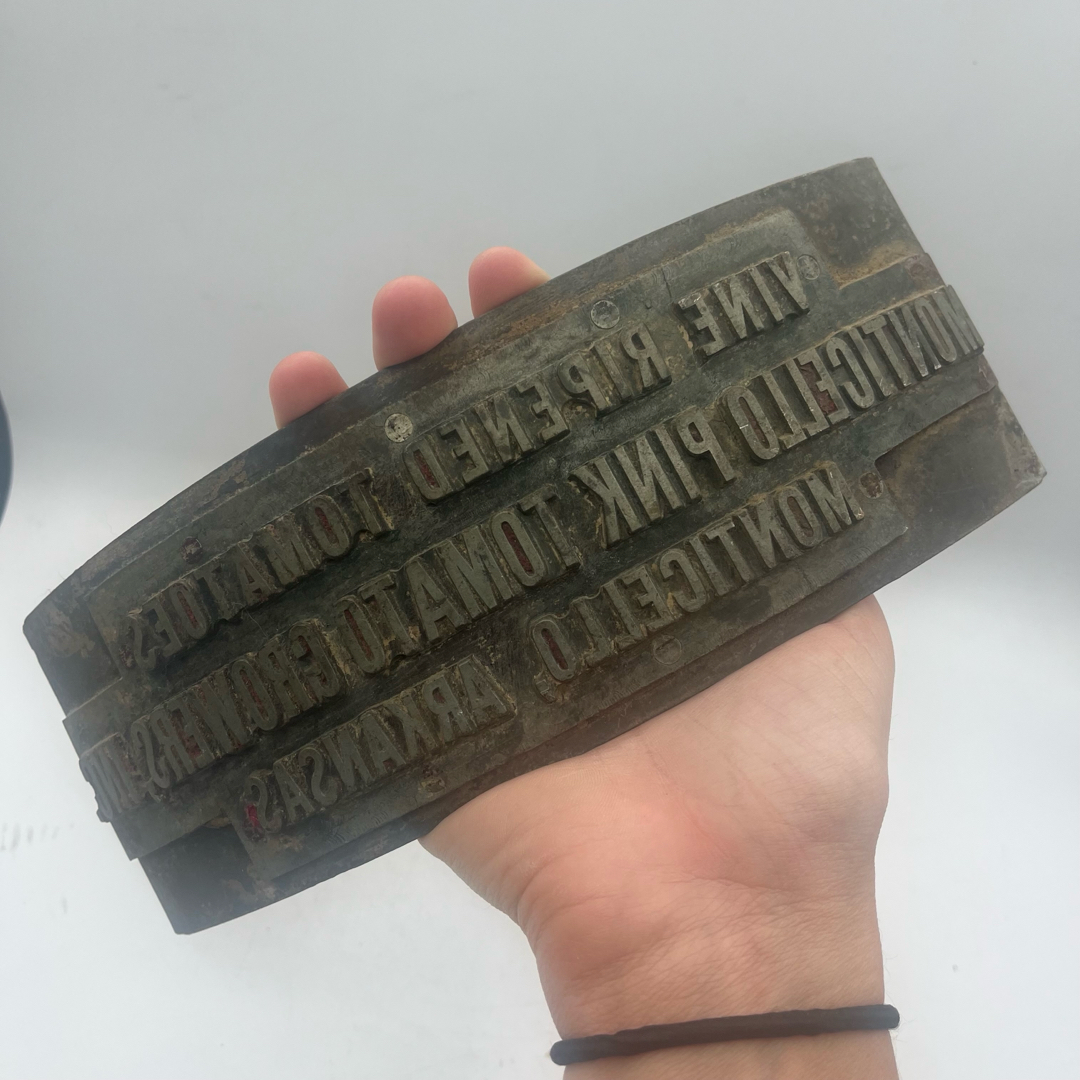 VINE RIPENED TOMATOES
MONTICELLO PINK TOMATO GROWERS
MONTICELLO, ARKANSAS